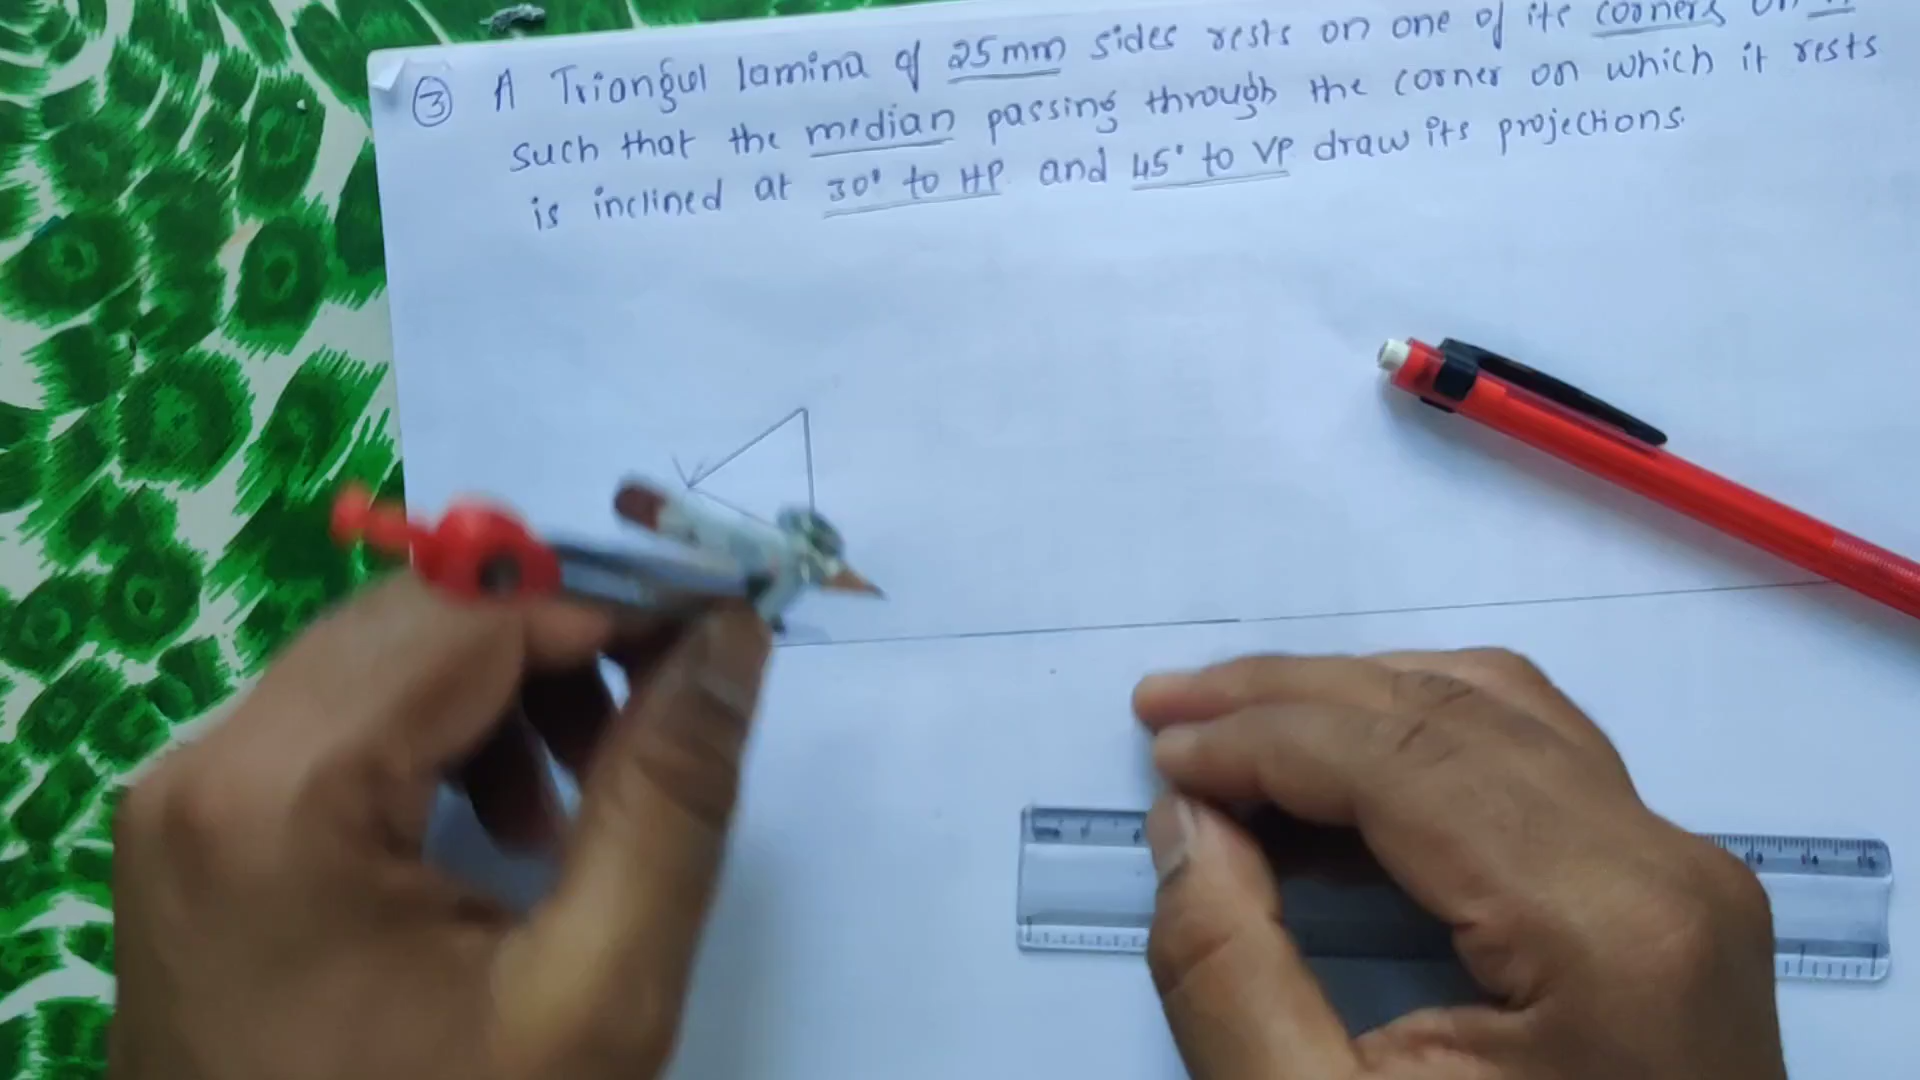 ③ A Triangul lamina of 25mm sides rests on one of its corners on
such that the median passing through the corner on which it rests
is inclined at 30° to HP and 45° to VP draw its projections.